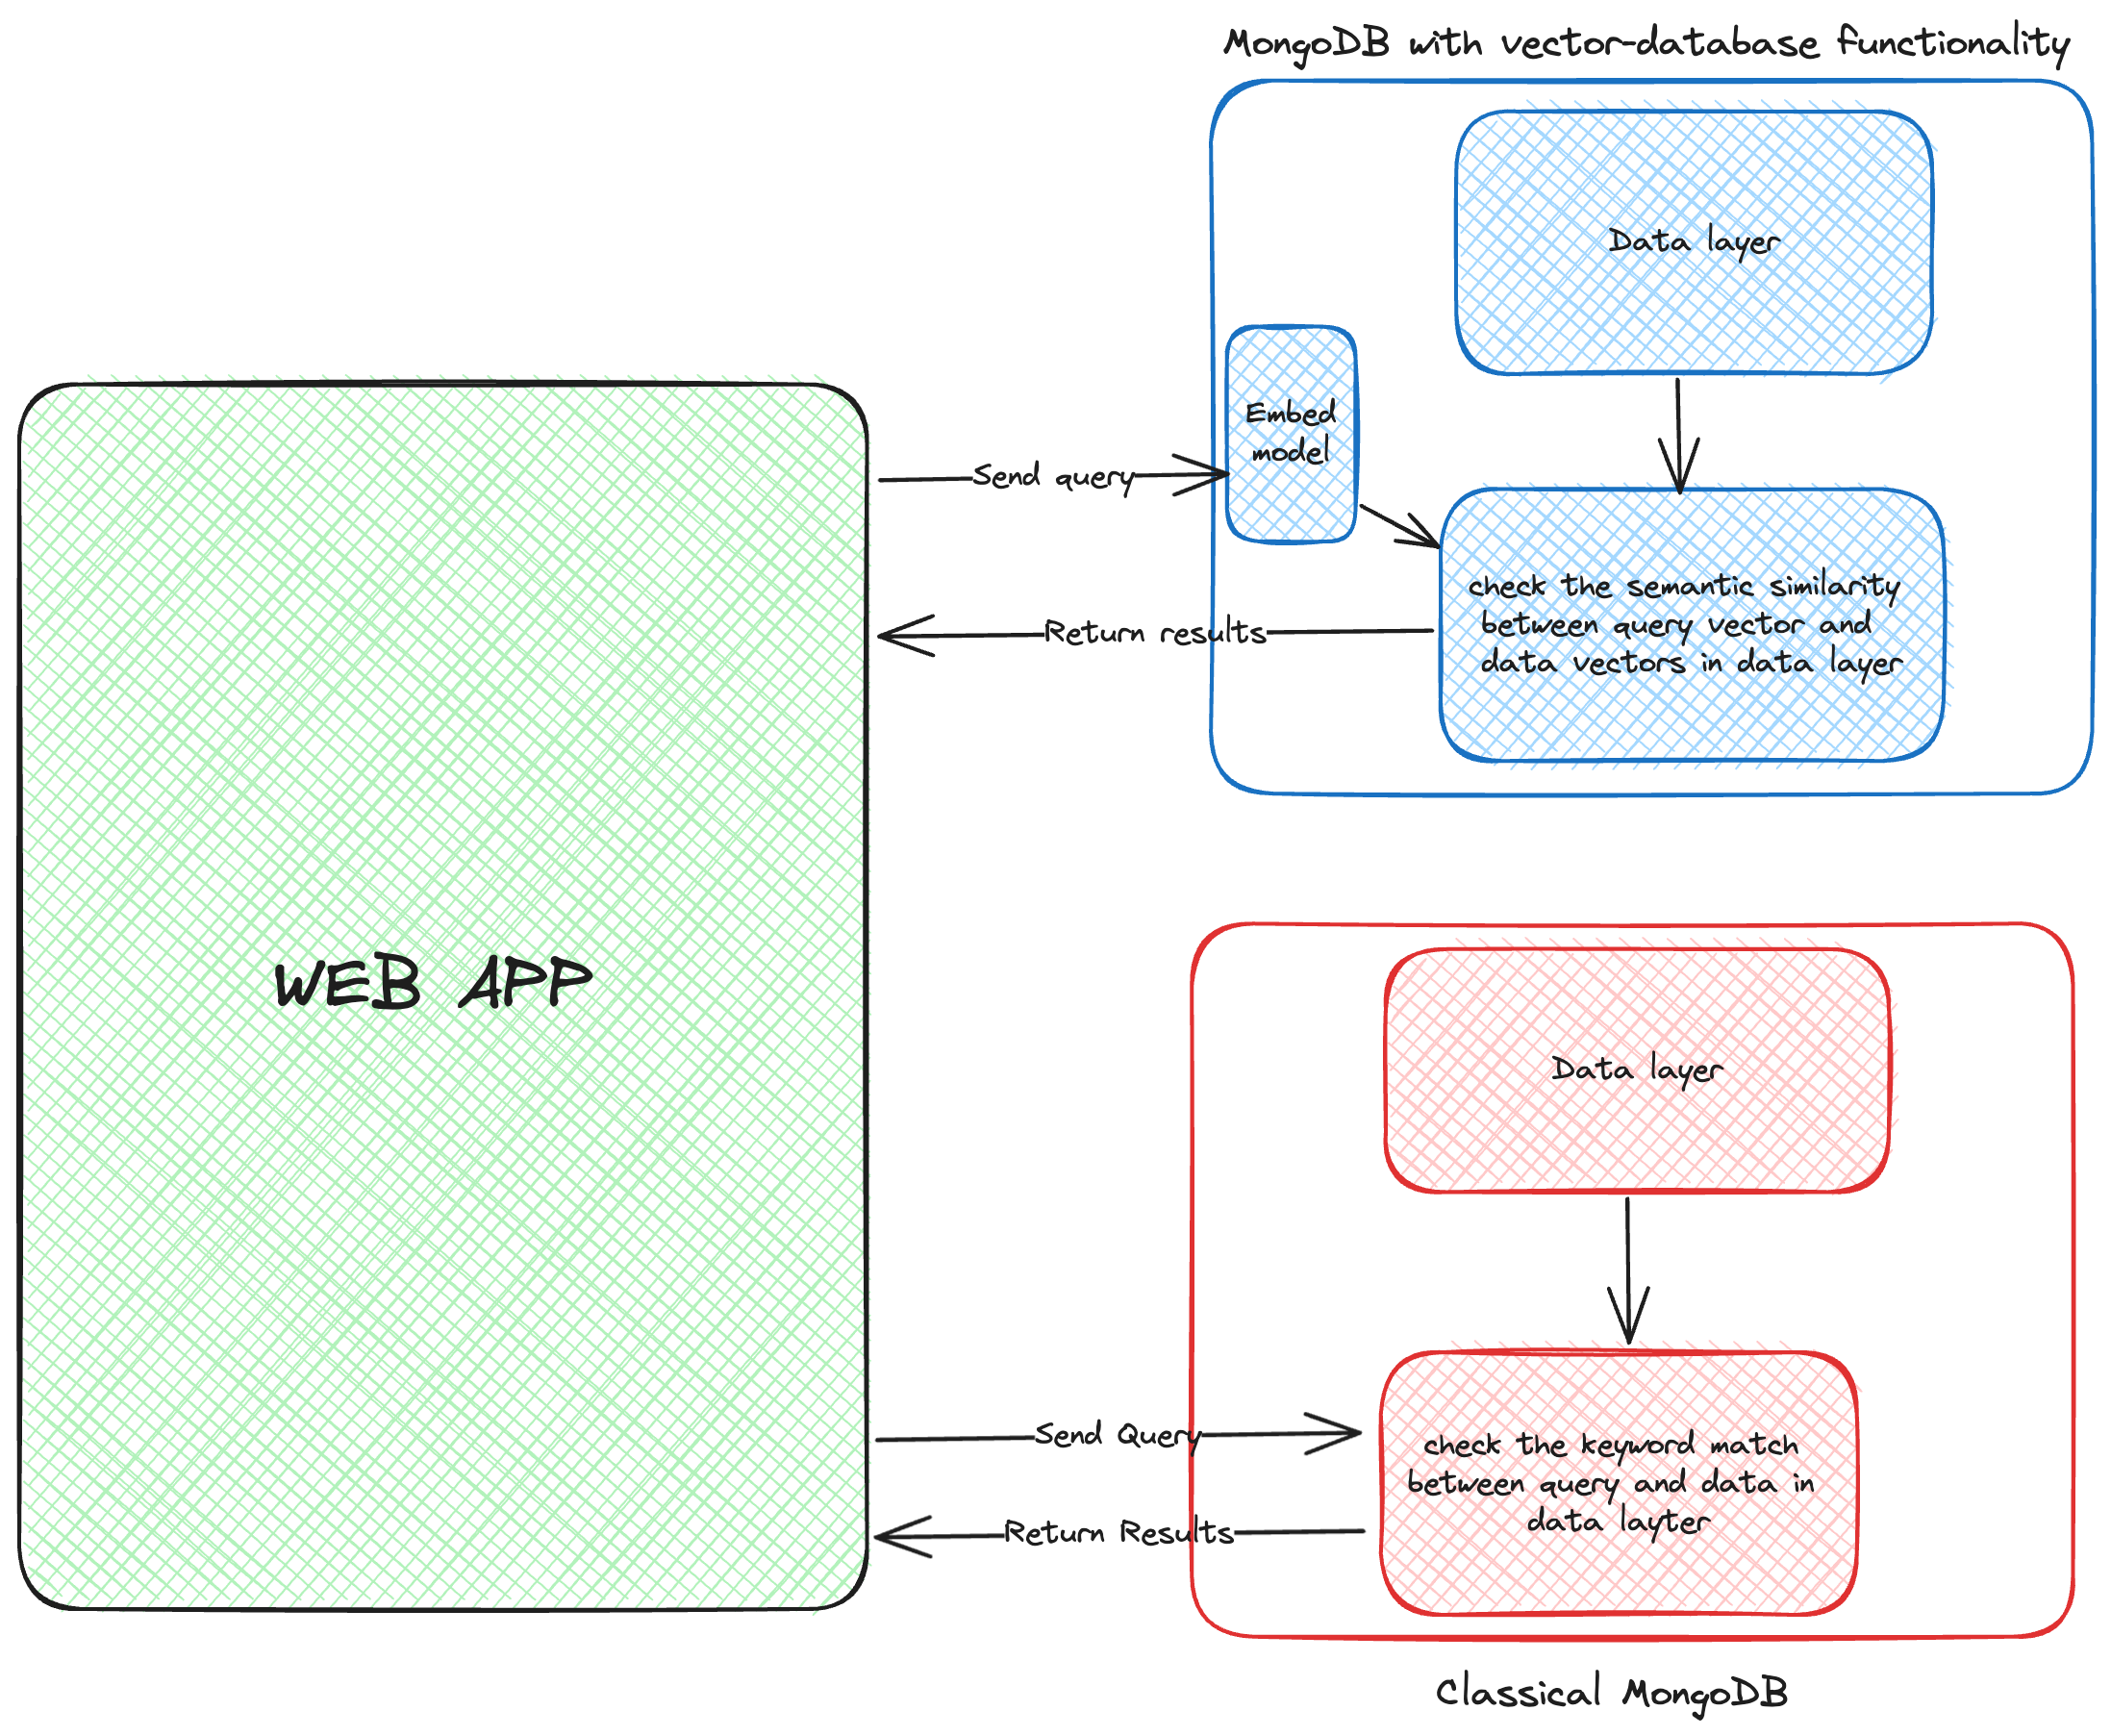 MongoDB with vector-database functionality
Data layer
Embed
model
Send query
check the semantic similarity
between query vector and
data vectors in data layer
Return results
WEB APP
Data layer
Send Query
check the keyword match
between query and data in
data layter
Return Results
Classical MongoDB